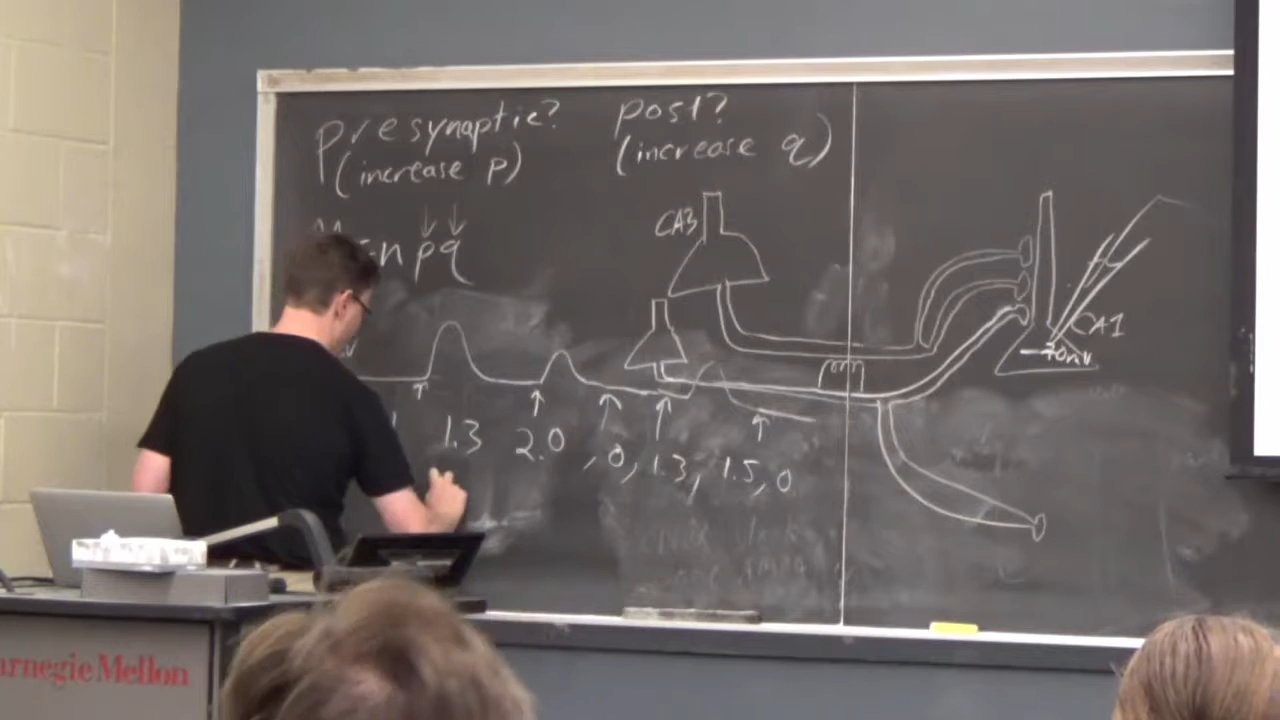 presynaptic? post?
(increase p) (increase q)
M=npq
CA3
CA1
-70mV
1.3 2.0 , 0, 1.3, 1.5, 0
arnegie Mellon